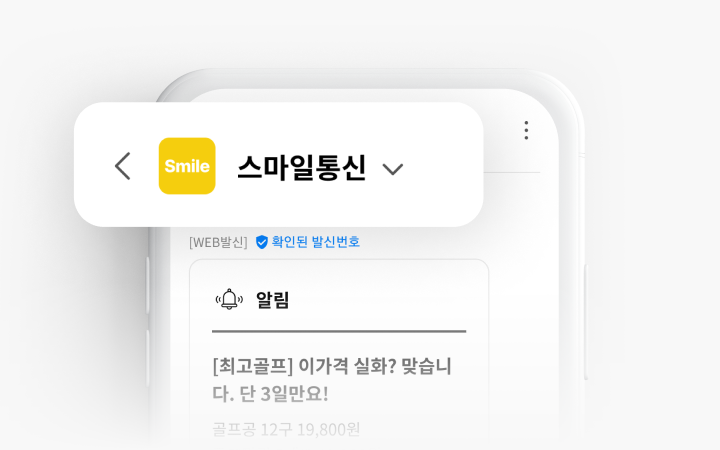 Smile 스마일통신
[WEB발신] 확인된 발신번호
알림
[최고골프] 이가격 실화? 맞습니
다. 단 3일만요!
골프공 12구 19,800원